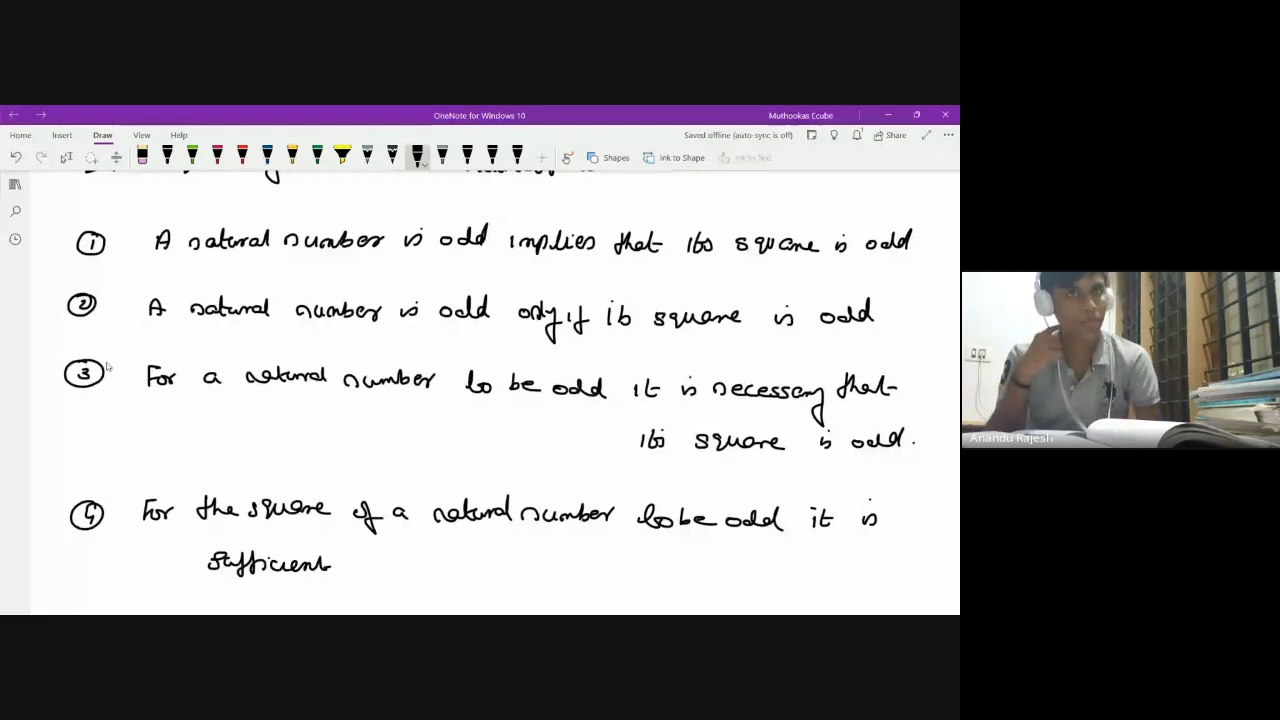 OneNote for Windows 10
Muthookas Ecube
Home Insert Draw View Help
Saved offline (auto-sync is off)
Share
Shapes
Ink to Shape
Ink to Text
① A natural number is odd implies that its square is odd
② A natural number is odd only if its square is odd
③ For a natural number to be odd it is necessary that
its square is odd.
④ For the square of a natural number to be odd it is
sufficient
Anandu Rajesh